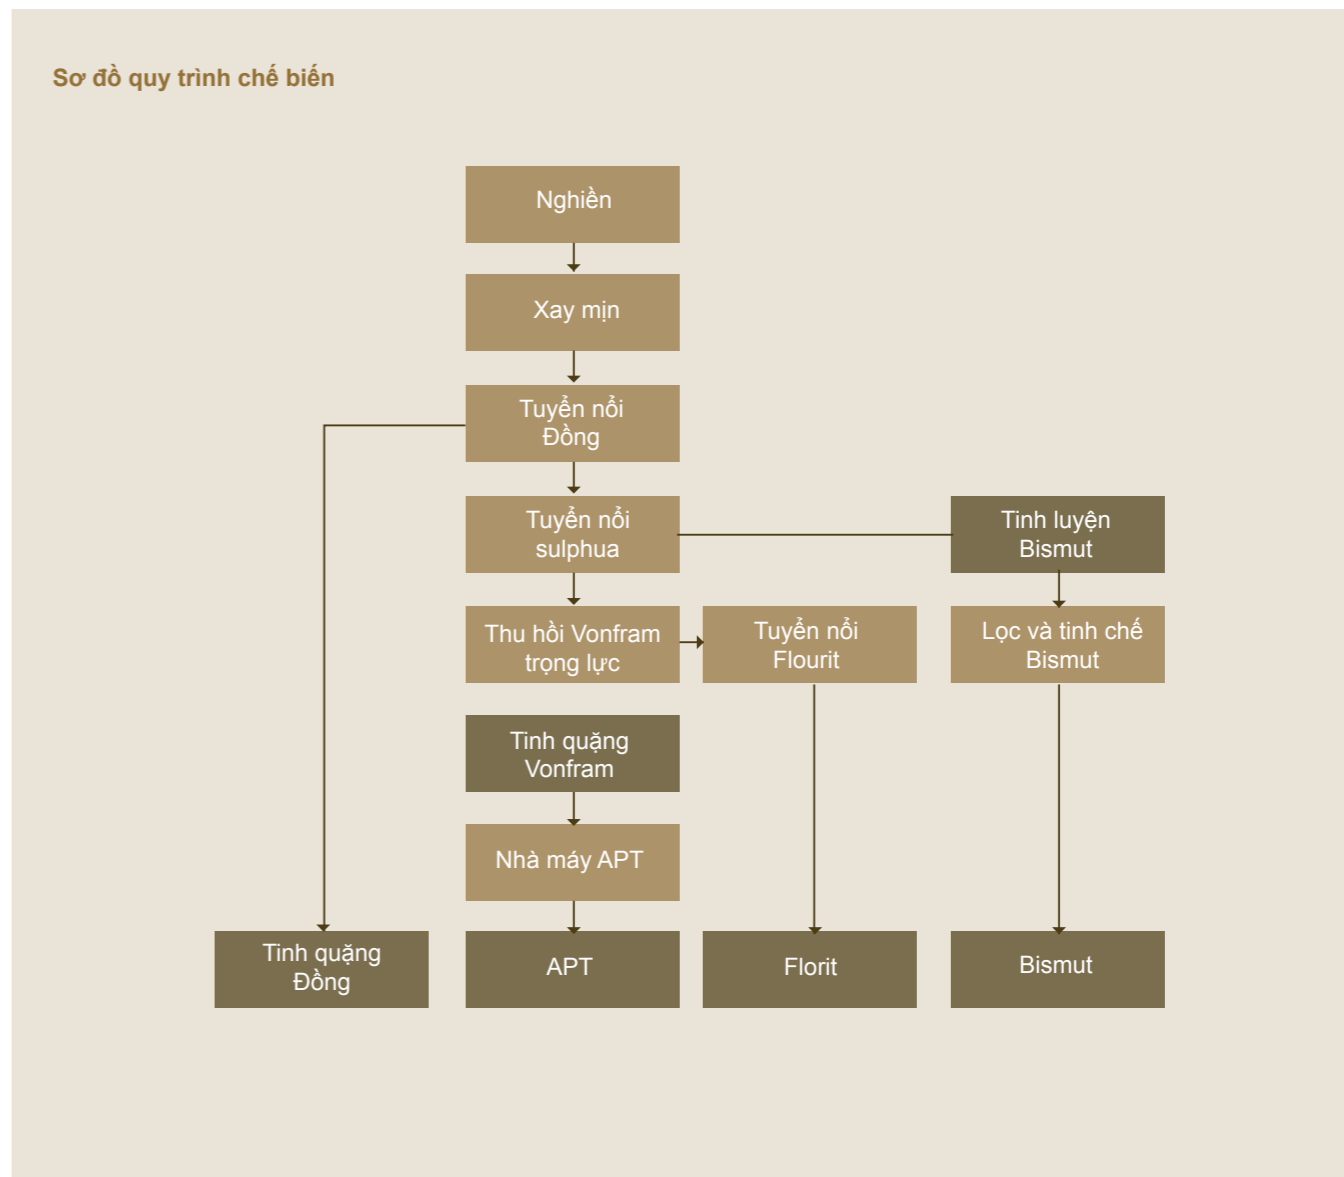 Sơ đồ quy trình chế biến
Nghiền
Xay mịn
Tuyển nổi
Đồng
Tuyển nổi
sulphua
Tinh luyện
Bismut
Thu hồi Vonfram
trọng lực
Tuyển nổi
Flourit
Lọc và tinh chế
Bismut
Tinh quặng
Vonfram
Nhà máy APT
Tinh quặng
Đồng
APT
Florit
Bismut